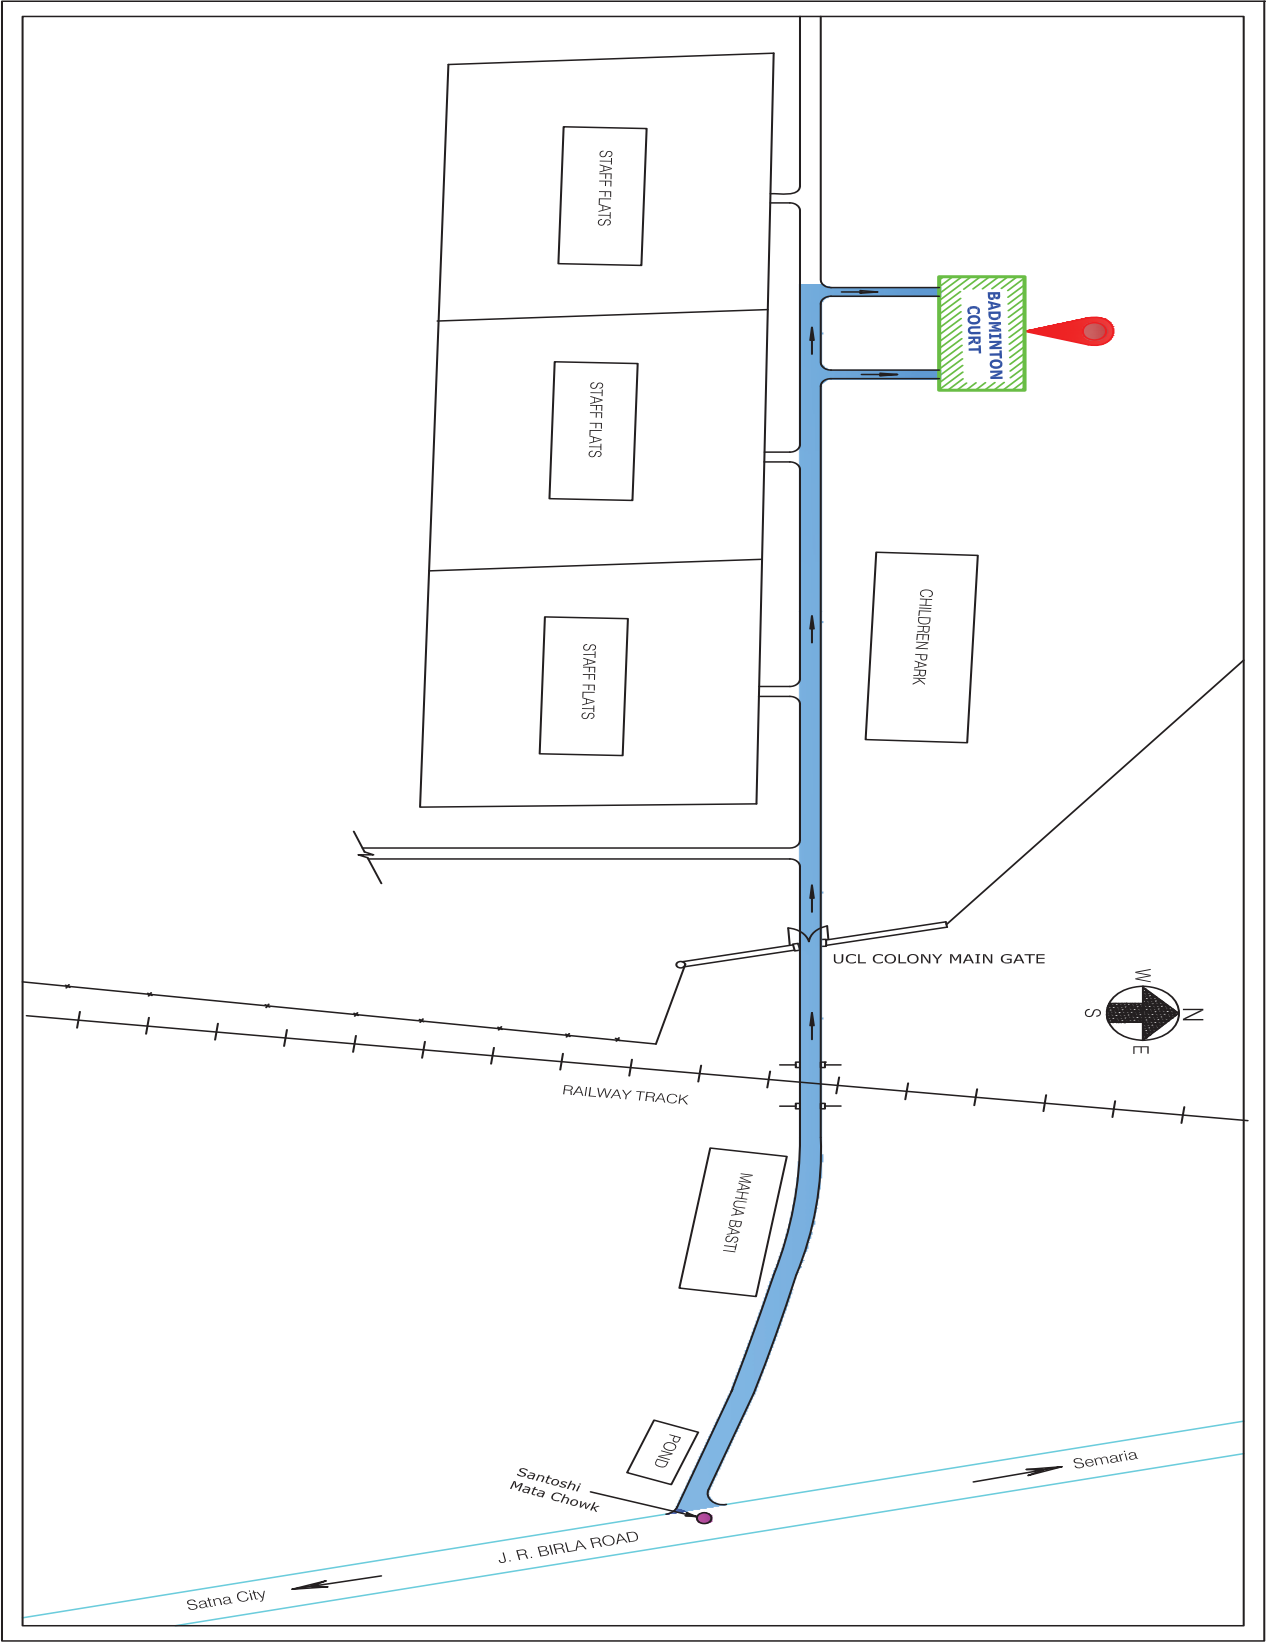 STAFF FLATS
BADMINTON
COURT
STAFF FLATS
CHILDREN PARK
STAFF FLATS
UCL COLONY MAIN GATE
W
N
S
E
RAILWAY TRACK
MAHUA BASTI
POND
Santoshi
Mata Chowk
Semaria
J. R. BIRLA ROAD
Satna City